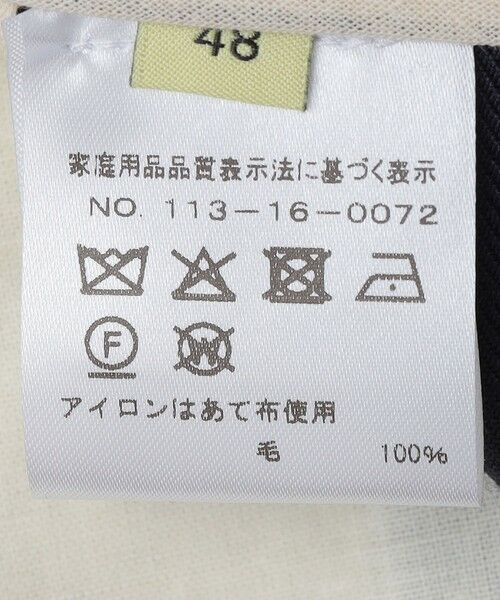 48
家庭用品品質表示法に基づく表示
NO. 113-16-0072
F W
アイロンはあて布使用
毛 100%